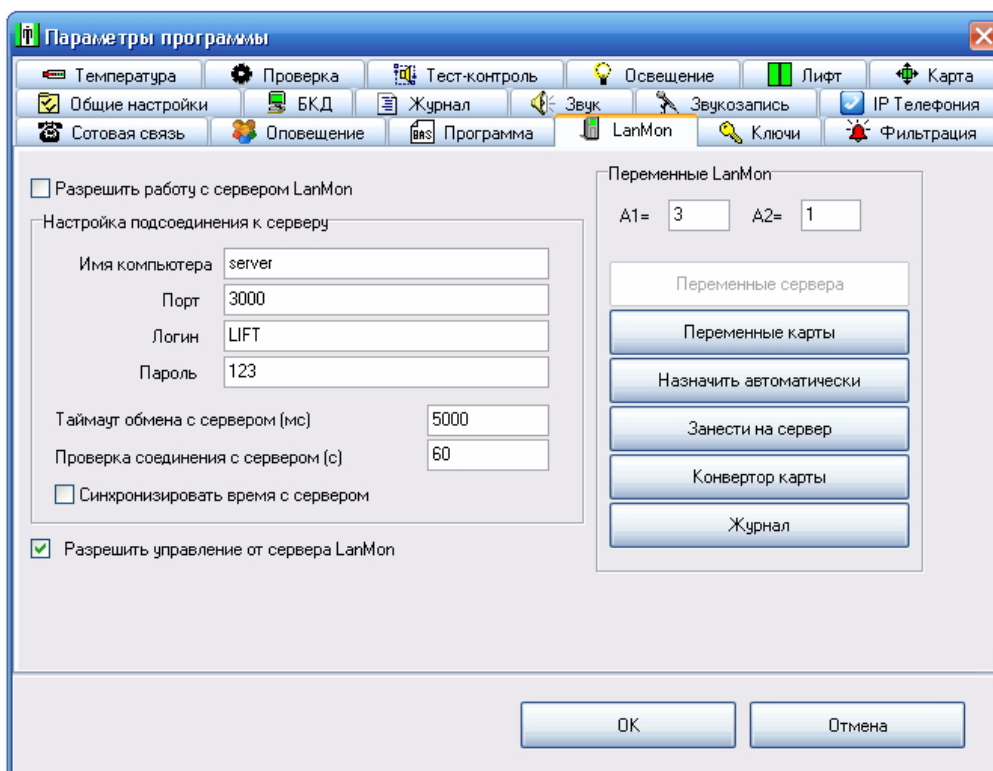 Параметры программы
Температура Проверка Тест-контроль Освещение Лифт Карта
Общие настройки БКД Журнал Звук Звукозапись IP Телефония
Сотовая связь Оповещение Программа LanMon Ключи Фильтрация
Разрешить работу с сервером LanMon
Настройка подсоединения к серверу
Имя компьютера server
Порт 3000
Логин LIFT
Пароль 123
Таймаут обмена с сервером (мс) 5000
Проверка соединения с сервером (с) 60
Синхронизировать время с сервером
Разрешить управление от сервера LanMon
Переменные LanMon
A1= 3 A2= 1
Переменные сервера
Переменные карты
Назначить автоматически
Занести на сервер
Конвертор карты
Журнал
OK Отмена